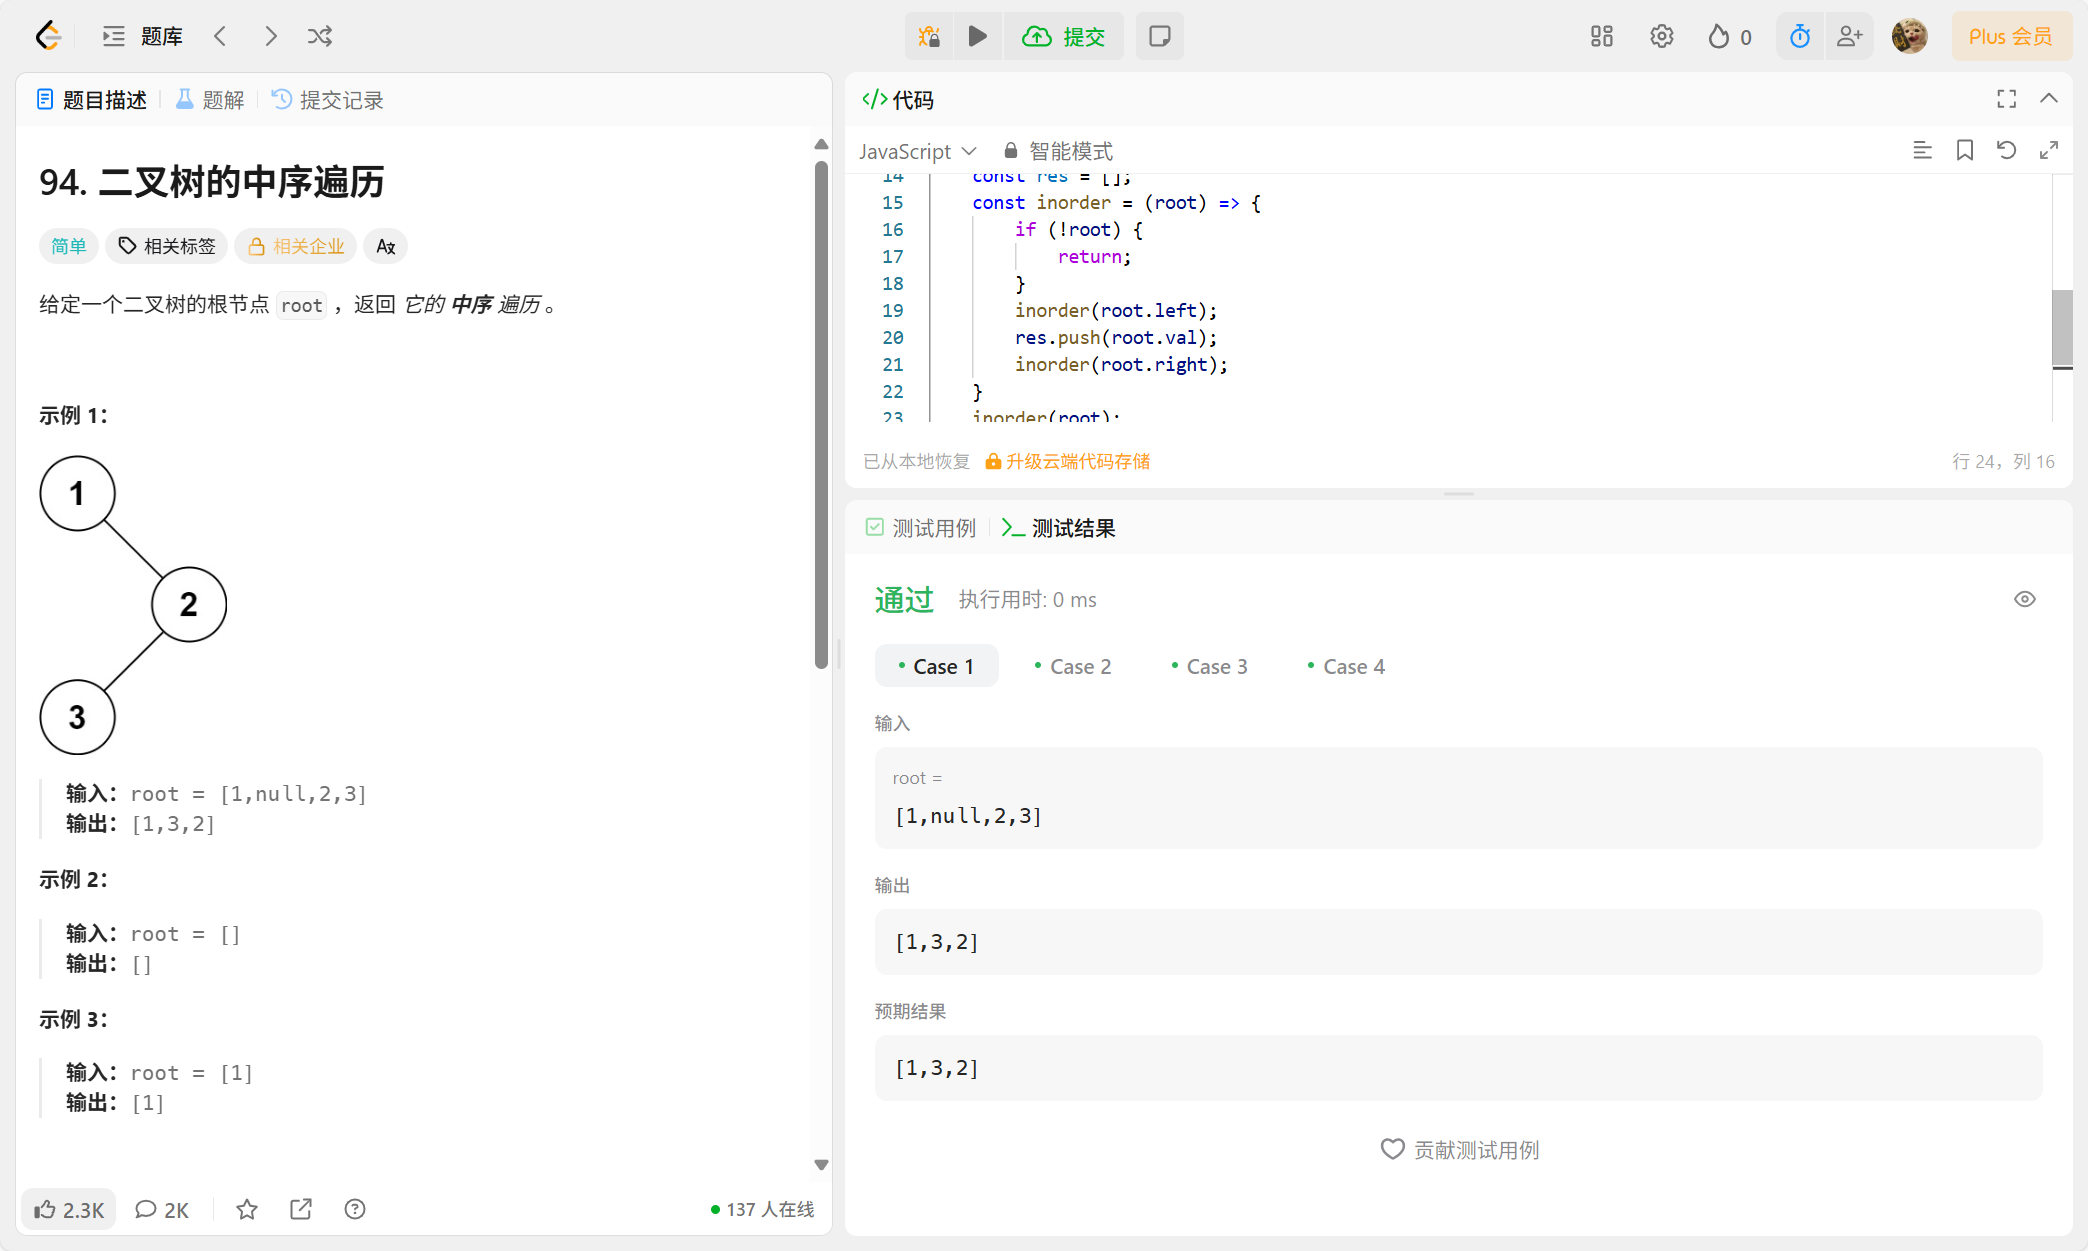 题库
提交
0
Plus 会员
题目描述
题解
提交记录
94. 二叉树的中序遍历
简单
相关标签
相关企业
给定一个二叉树的根节点 root ，返回 它的 中序 遍历 。
示例 1：
1
2
3
输入：root = [1,null,2,3]
输出：[1,3,2]
示例 2：
输入：root = []
输出：[]
示例 3：
输入：root = [1]
输出：[1]
2.3K
2K
137 人在线
</> 代码
JavaScript
智能模式
14 const res = [];
15 const inorder = (root) => {
16 if (!root) {
17 return;
18 }
19 inorder(root.left);
20 res.push(root.val);
21 inorder(root.right);
22 }
23 inorder(root);
已从本地恢复
升级云端代码存储
行 24，列 16
测试用例
>_ 测试结果
通过
执行用时: 0 ms
Case 1
Case 2
Case 3
Case 4
输入
root =
[1,null,2,3]
输出
[1,3,2]
预期结果
[1,3,2]
贡献测试用例